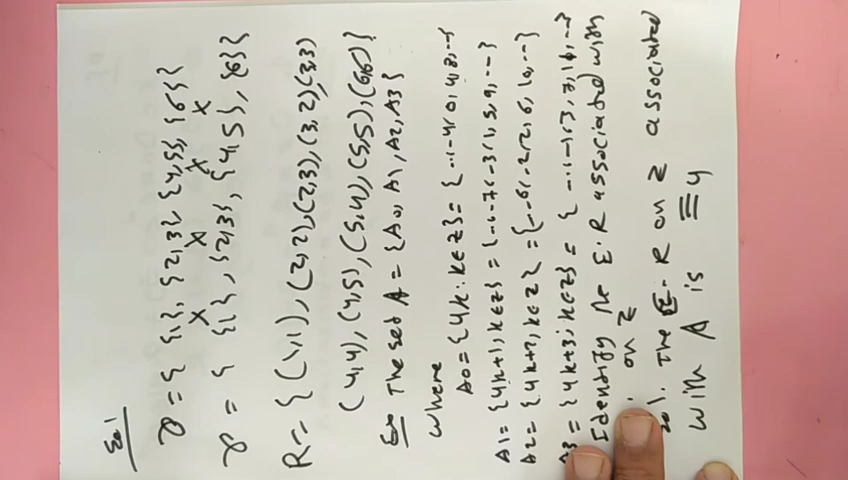 Ex 1
P = { {1}, {2,3}, {4,5}, {6} }
x x x x
P = { {1}, {2,3}, {4,5}, {6} }
R = { (1,1), (2,2), (2,3), (3,2), (3,3)
(4,4), (4,5), (5,4), (5,5), (6,6) }
Ex The set A = {A0, A1, A2, A3}
where
A0 = {4k : k ∈ Z} = { ... -4, 0, 4, 8, ...
A1 = {4k+1, k ∈ Z} = {... -7, -3, 1, 5, 9, ... }
A2 = {4k+2, k ∈ Z} = {... -6, -2, 2, 6, 10, ... }
A3 = {4k+3, k ∈ Z} = { ... -1, 3, 7, 11, ... }
Identify the E.R associated with
on Z
sol. The E.R on Z associated
with A is ≡4